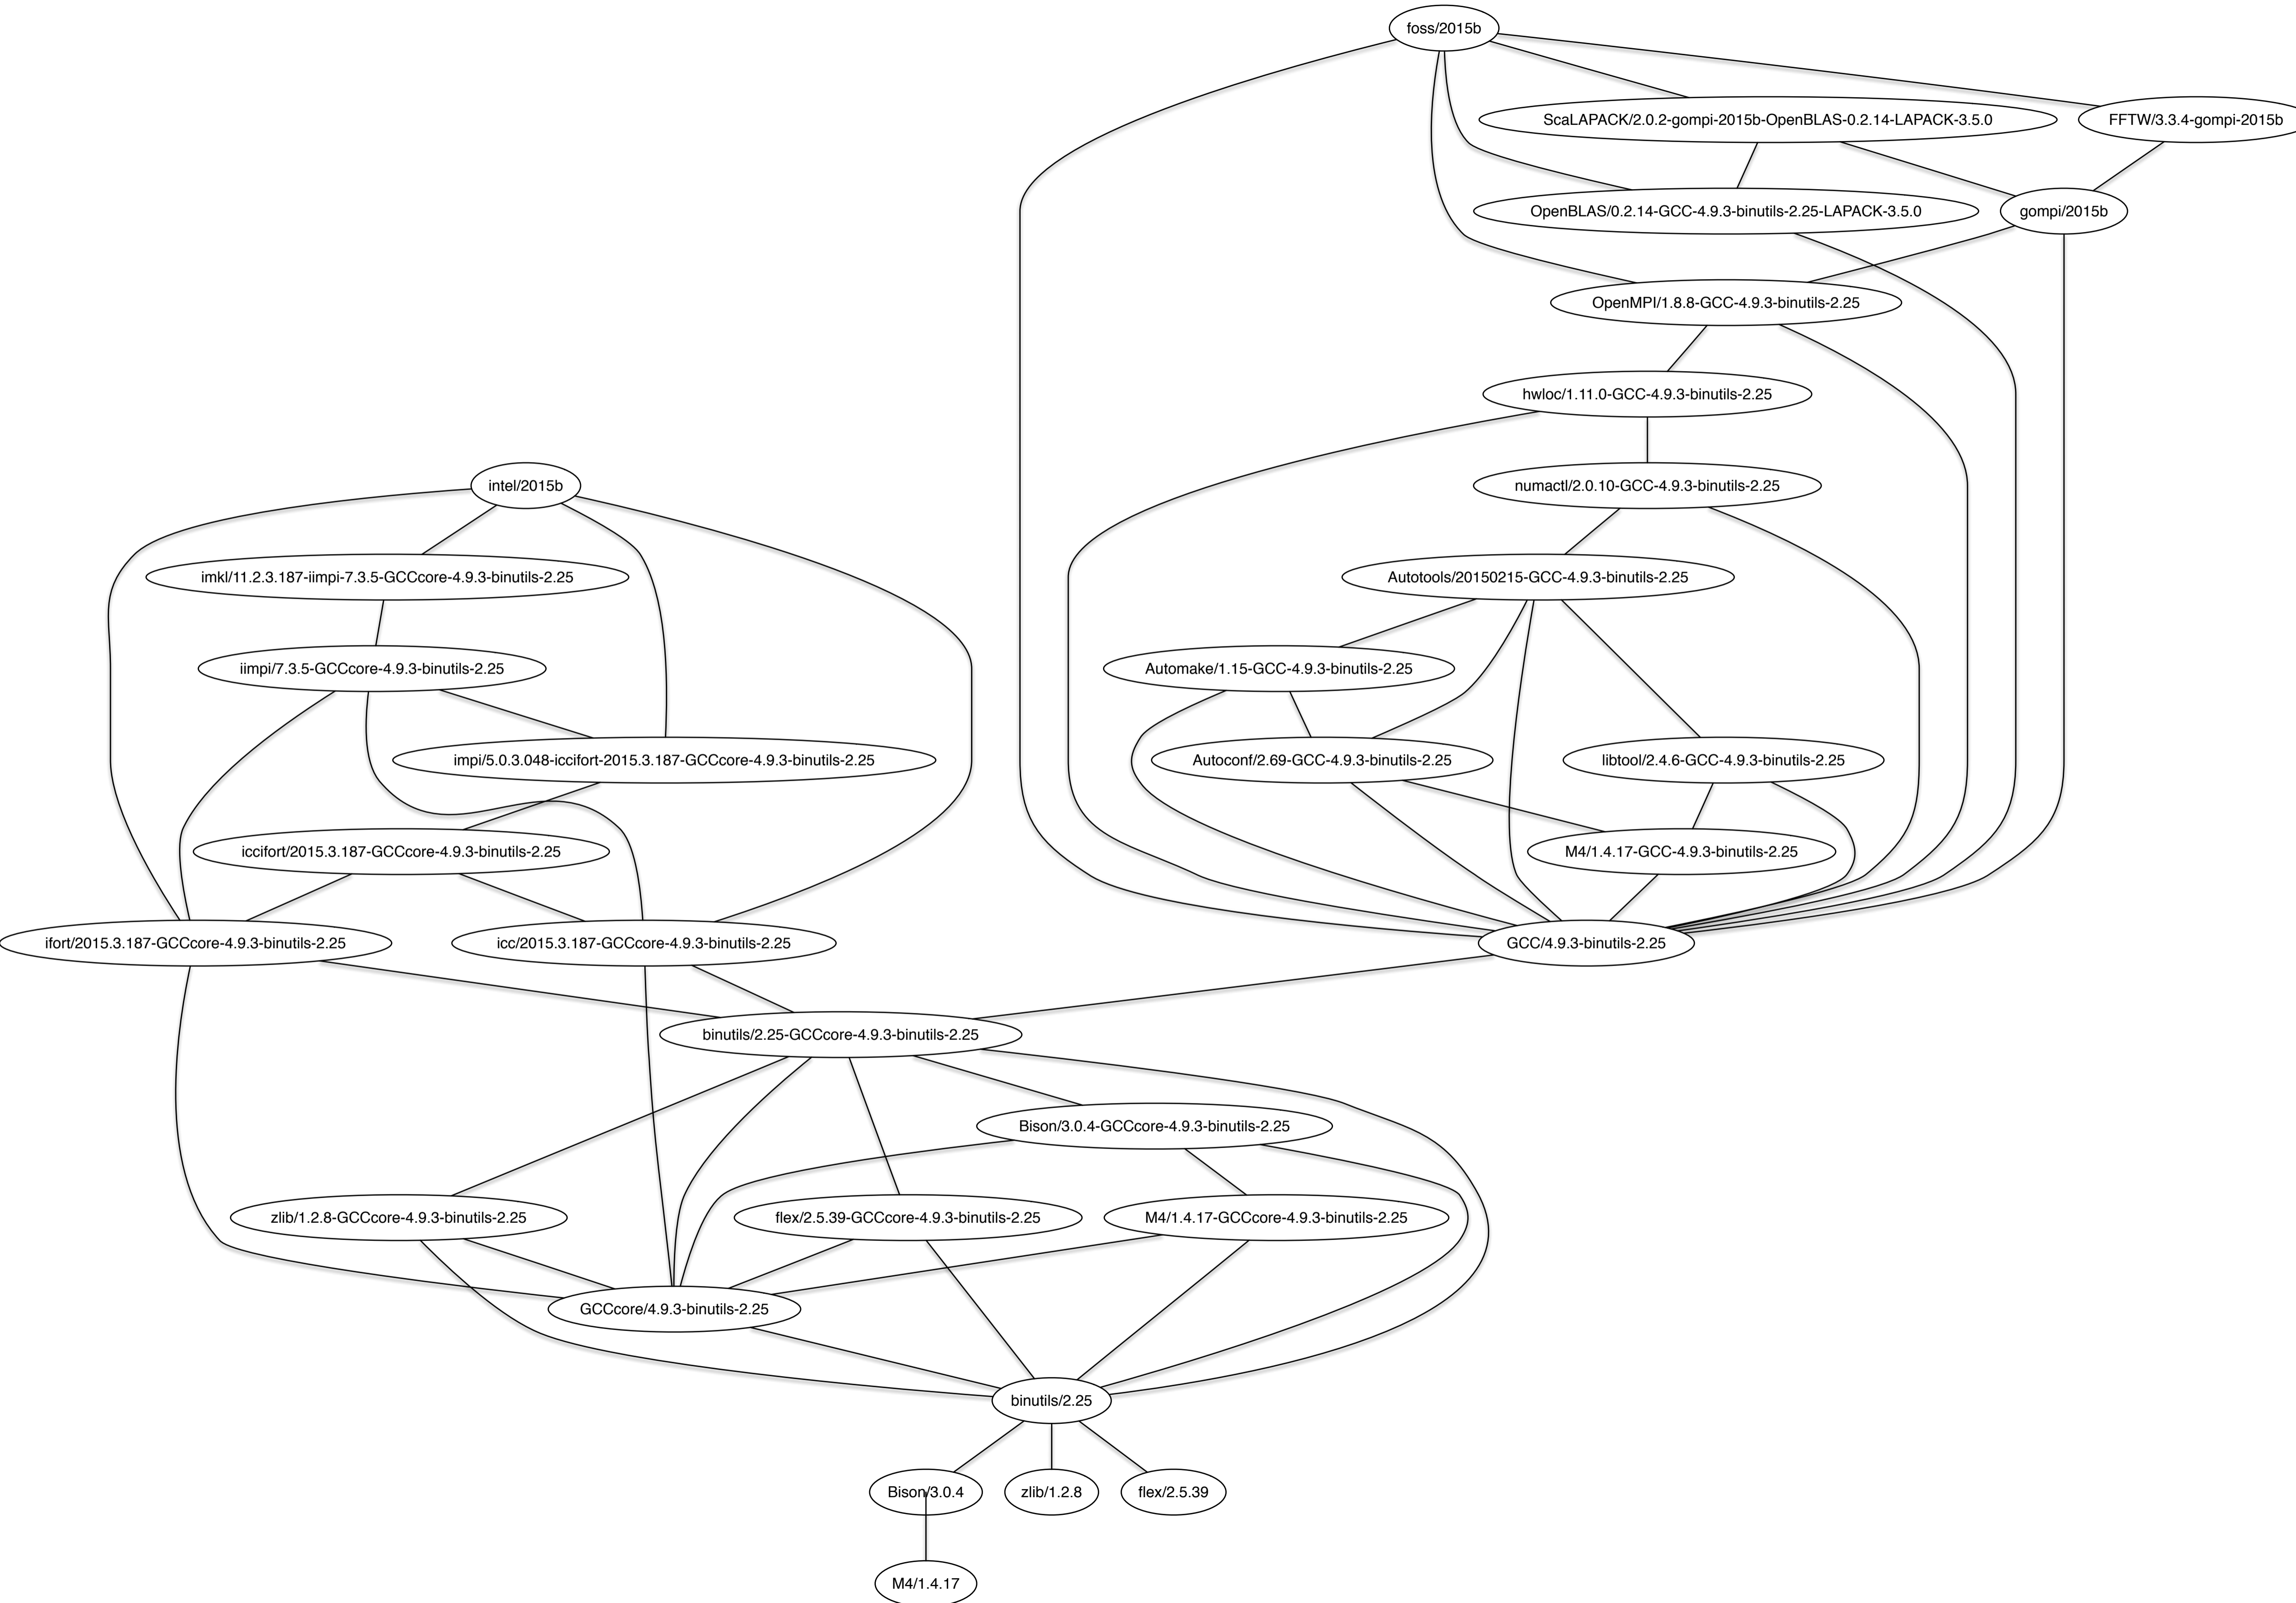 foss/2015b
ScaLAPACK/2.0.2-gompi-2015b-OpenBLAS-0.2.14-LAPACK-3.5.0
FFTW/3.3.4-gompi-2015b
OpenBLAS/0.2.14-GCC-4.9.3-binutils-2.25-LAPACK-3.5.0
gompi/2015b
OpenMPI/1.8.8-GCC-4.9.3-binutils-2.25
hwloc/1.11.0-GCC-4.9.3-binutils-2.25
intel/2015b
numactl/2.0.10-GCC-4.9.3-binutils-2.25
imkl/11.2.3.187-iimpi-7.3.5-GCCcore-4.9.3-binutils-2.25
Autotools/20150215-GCC-4.9.3-binutils-2.25
iimpi/7.3.5-GCCcore-4.9.3-binutils-2.25
Automake/1.15-GCC-4.9.3-binutils-2.25
impi/5.0.3.048-iccifort-2015.3.187-GCCcore-4.9.3-binutils-2.25
Autoconf/2.69-GCC-4.9.3-binutils-2.25
libtool/2.4.6-GCC-4.9.3-binutils-2.25
iccifort/2015.3.187-GCCcore-4.9.3-binutils-2.25
M4/1.4.17-GCC-4.9.3-binutils-2.25
ifort/2015.3.187-GCCcore-4.9.3-binutils-2.25
icc/2015.3.187-GCCcore-4.9.3-binutils-2.25
GCC/4.9.3-binutils-2.25
binutils/2.25-GCCcore-4.9.3-binutils-2.25
Bison/3.0.4-GCCcore-4.9.3-binutils-2.25
zlib/1.2.8-GCCcore-4.9.3-binutils-2.25
flex/2.5.39-GCCcore-4.9.3-binutils-2.25
M4/1.4.17-GCCcore-4.9.3-binutils-2.25
GCCcore/4.9.3-binutils-2.25
binutils/2.25
Bison/3.0.4
zlib/1.2.8
flex/2.5.39
M4/1.4.17